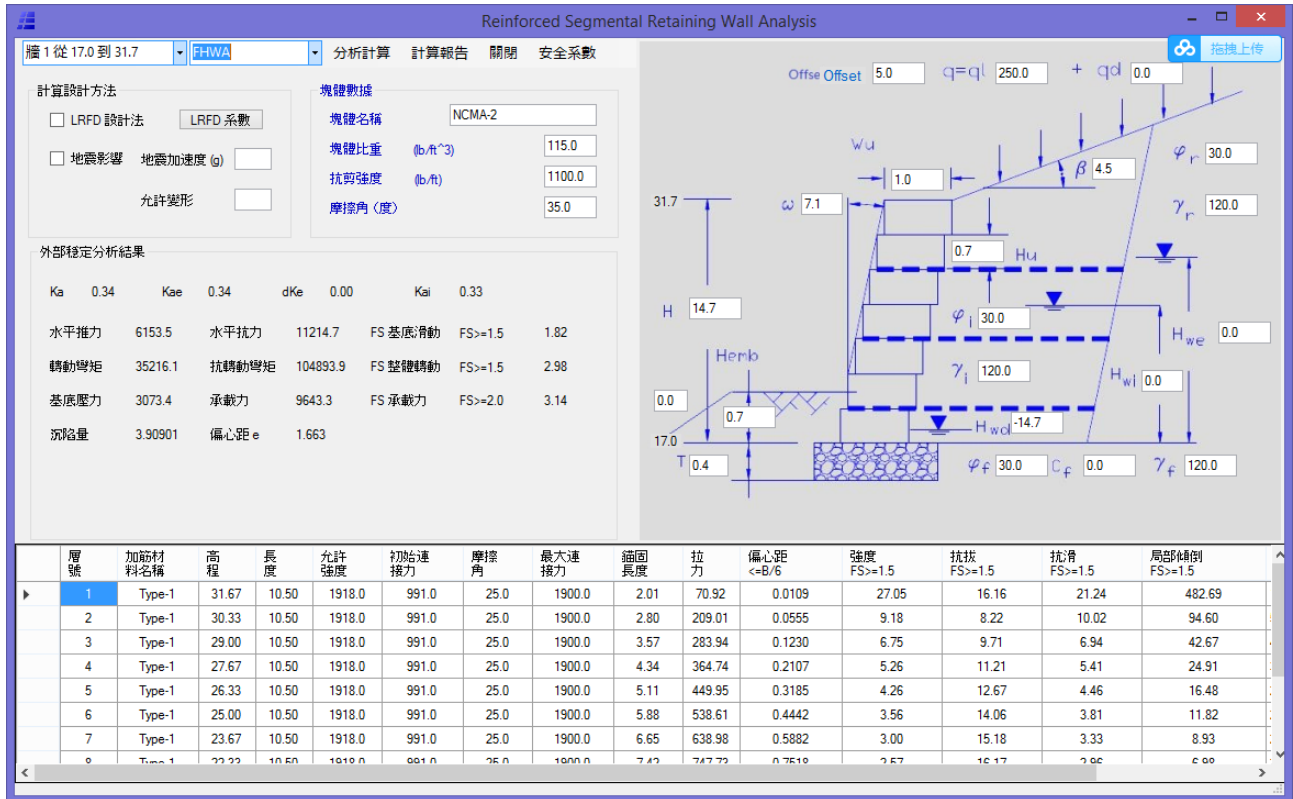 Reinforced Segmental Retaining Wall Analysis
牆 1 從 17.0 到 31.7 FHWA 分析計算 計算報告 關閉 安全系數
拖拽上传
計算設計方法
LRFD 設計法 LRFD 系數
地震影響 地震加速度 (g)
允許變形
塊體數據
塊體名稱 NCMA-2
塊體比重 (lb/ft^3) 115.0
抗剪強度 (lb/ft) 1100.0
摩擦角 (度) 35.0
外部穩定分析結果
Ka 0.34 Kae 0.34 dKe 0.00 Kai 0.33
水平推力 6153.5 水平抗力 11214.7 FS 基底滑動 FS>=1.5 1.82
轉動彎矩 35216.1 抗轉動彎矩 104893.9 FS 整體轉動 FS>=1.5 2.98
基底壓力 3073.4 承載力 9643.3 FS 承載力 FS>=2.0 3.14
沉陷量 3.90901 偏心距 e 1.663
Offse Offset 5.0 q=ql 250.0 + qd 0.0
Wu
1.0
β 4.5
φr 30.0
31.7
ω 7.1
γr 120.0
0.7 Hu
H 14.7
φi 30.0
Hwe 0.0
Hemb
γi 120.0
Hwi 0.0
0.0
0.7
Hwd -14.7
17.0
T 0.4
φf 30.0 Cf 0.0 γf 120.0
層號 加筋材料名稱 高程 長度 允許強度 初始連接力 摩擦角 最大連接力 錨固長度 拉力 偏心距 <=B/6 強度 FS>=1.5 抗拔 FS>=1.5 抗滑 FS>=1.5 局部傾倒 FS>=1.5
1 Type-1 31.67 10.50 1918.0 991.0 25.0 1900.0 2.01 70.92 0.0109 27.05 16.16 21.24 482.69
2 Type-1 30.33 10.50 1918.0 991.0 25.0 1900.0 2.80 209.01 0.0555 9.18 8.22 10.02 94.60
3 Type-1 29.00 10.50 1918.0 991.0 25.0 1900.0 3.57 283.94 0.1230 6.75 9.71 6.94 42.67
4 Type-1 27.67 10.50 1918.0 991.0 25.0 1900.0 4.34 364.74 0.2107 5.26 11.21 5.41 24.91
5 Type-1 26.33 10.50 1918.0 991.0 25.0 1900.0 5.11 449.95 0.3185 4.26 12.67 4.46 16.48
6 Type-1 25.00 10.50 1918.0 991.0 25.0 1900.0 5.88 538.61 0.4442 3.56 14.06 3.81 11.82
7 Type-1 23.67 10.50 1918.0 991.0 25.0 1900.0 6.65 638.98 0.5882 3.00 15.18 3.33 8.93